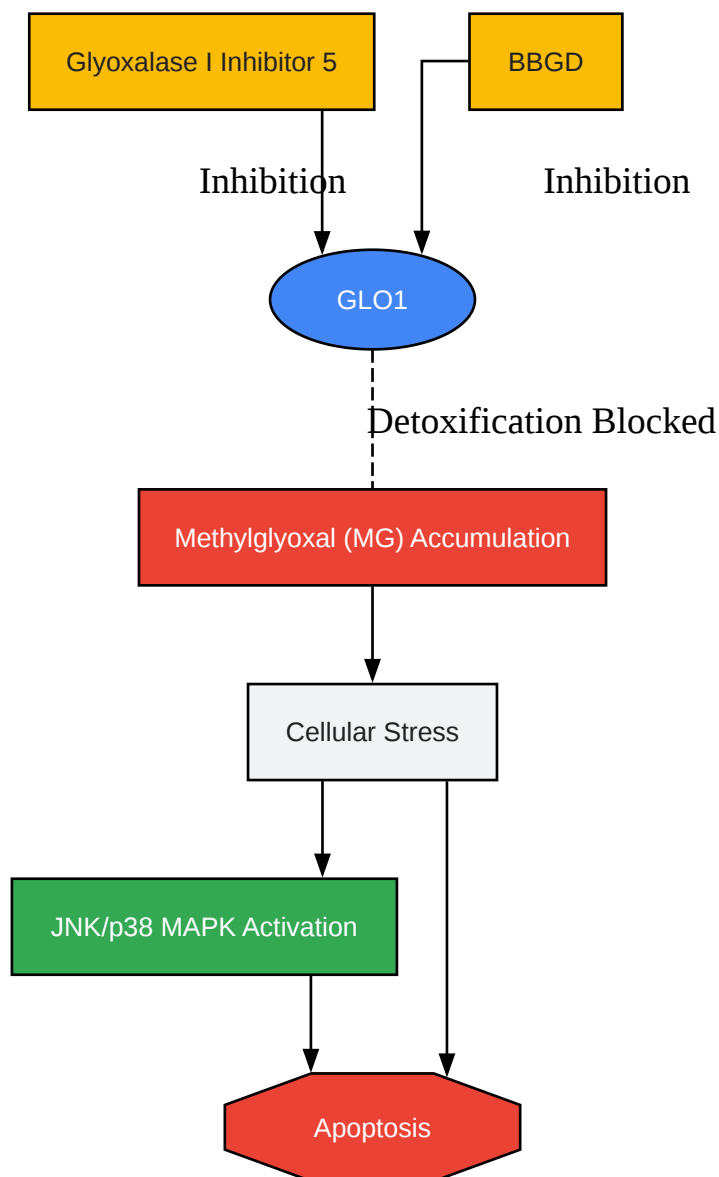 Glyoxalase I Inhibitor 5
BBGD
Inhibition
Inhibition
GLO1
Detoxification Blocked
Methylglyoxal (MG) Accumulation
Cellular Stress
JNK/p38 MAPK Activation
Apoptosis